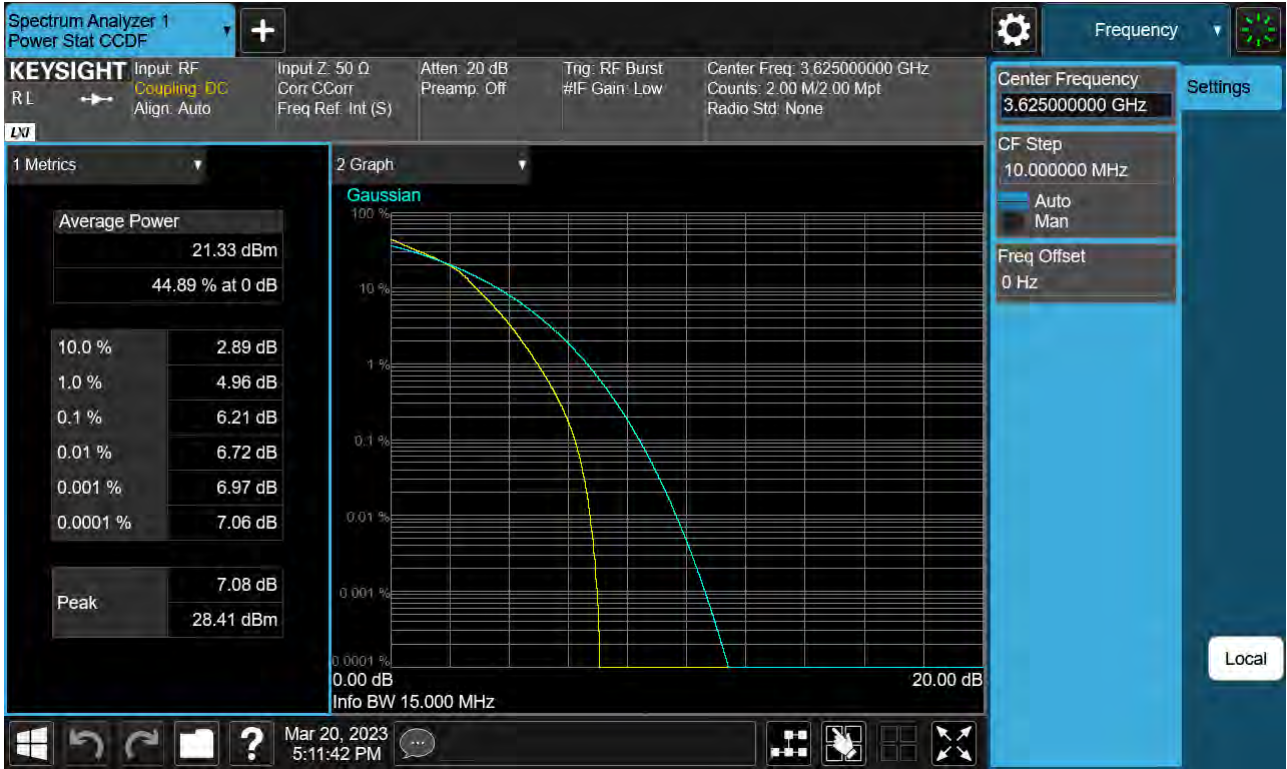 Spectrum Analyzer 1
Power Stat CCDF
Frequency
KEYSIGHT
R L
LXI
Input: RF
Coupling: DC
Align: Auto
Input Z: 50 Ω
Corr CCorr
Freq Ref: Int (S)
Atten: 20 dB
Preamp: Off
Trig: RF Burst
#IF Gain: Low
Center Freq: 3.625000000 GHz
Counts: 2.00 M/2.00 Mpt
Radio Std: None
Center Frequency
3.625000000 GHz
Settings
CF Step
10.000000 MHz
Auto
Man
Freq Offset
0 Hz
Local
1 Metrics
Average Power
21.33 dBm
44.89 % at 0 dB
10.0 % 2.89 dB
1.0 % 4.96 dB
0.1 % 6.21 dB
0.01 % 6.72 dB
0.001 % 6.97 dB
0.0001 % 7.06 dB
Peak
7.08 dB
28.41 dBm
2 Graph
Gaussian
100 %
10 %
1 %
0.1 %
0.01 %
0.001 %
0.0001 %
0.00 dB 20.00 dB
Info BW 15.000 MHz
?
Mar 20, 2023
5:11:42 PM